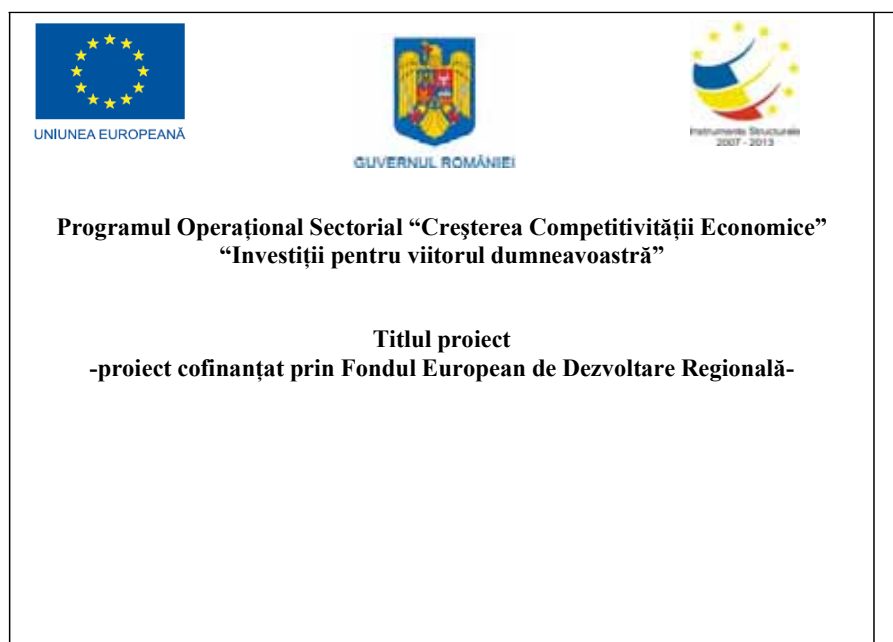 UNIUNEA EUROPEANĂ
GUVERNUL ROMÂNIEI
Instrumente Structurale
2007 - 2013
Programul Operațional Sectorial “Creşterea Competitivității Economice”
“Investiții pentru viitorul dumneavoastră”
Titlul proiect
-proiect cofinanțat prin Fondul European de Dezvoltare Regională-